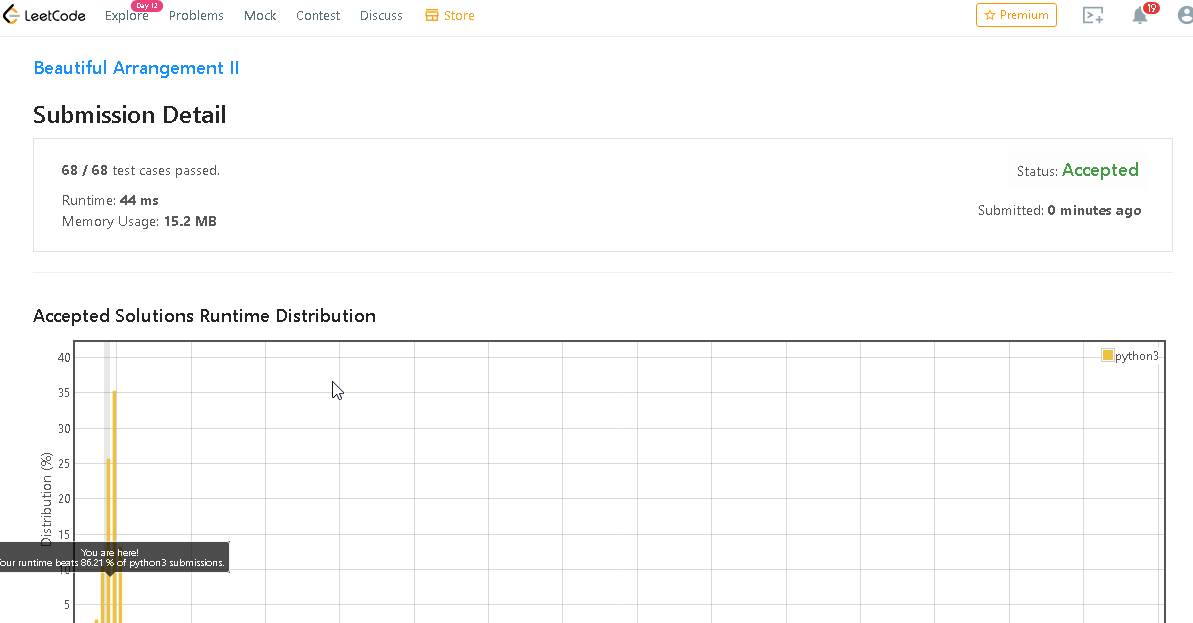 LeetCode Explore Day 12 Problems Mock Contest Discuss Store Premium 19
Beautiful Arrangement II
Submission Detail
68 / 68 test cases passed.
Status: Accepted
Runtime: 44 ms
Submitted: 0 minutes ago
Memory Usage: 15.2 MB
Accepted Solutions Runtime Distribution
python3
40
35
30
25
20
15
10
5
Distribution (%)
You are here!
our runtime beats 86.21 % of python3 submissions.